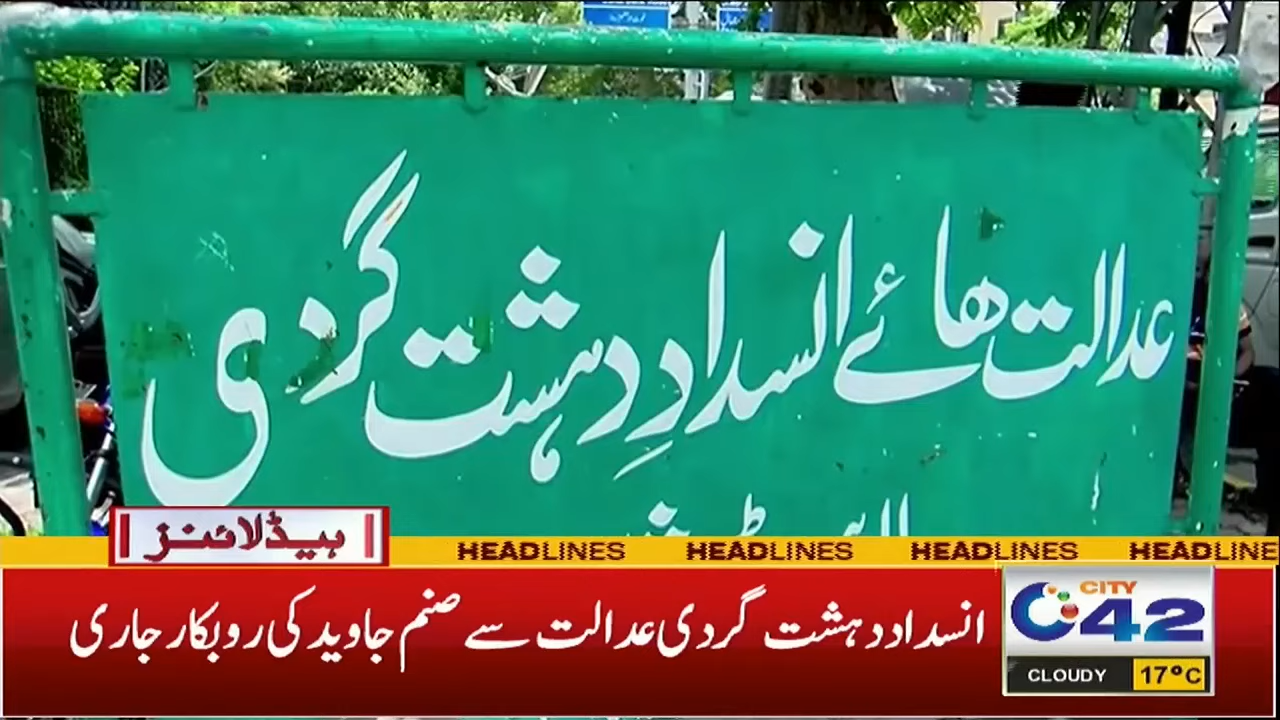 عدالت ھائے انسدادِ دہشت گردی
ہیڈلائنز
HEADLINES HEADLINES HEADLINES HEADLINE
انسداد دہشت گردی عدالت سے صنم جاوید کی روبکار جاری
CITY
42
CLOUDY 17°C